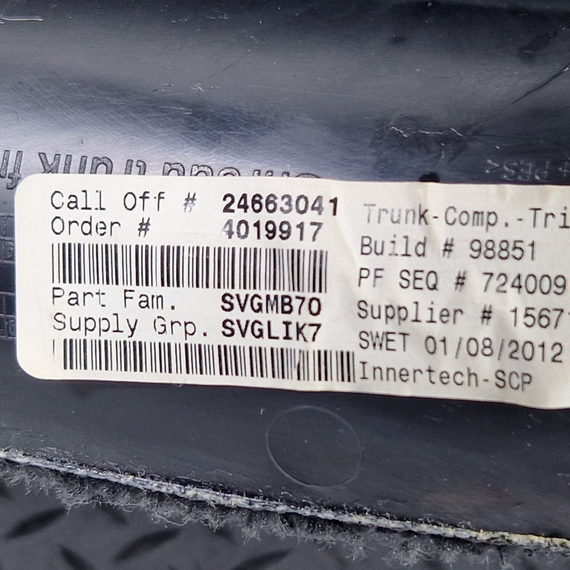 Call Off # 24663041
Order # 4019917
Part Fam. SVGMB70
Supply Grp. SVGLIK7
Trunk-Comp.-Tri
Build # 98851
PF SEQ # 724009
Supplier # 1567
SWET 01/08/2012
Innertech-SCP